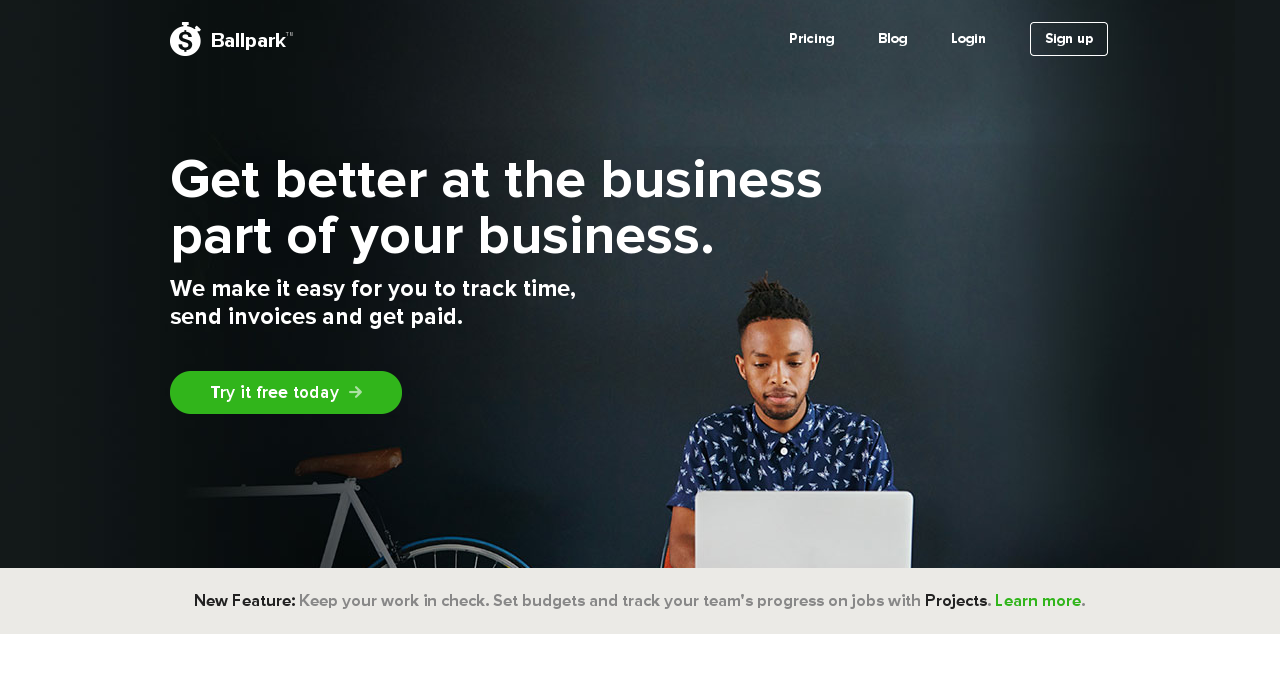 Ballpark™
Pricing
Blog
Login
Sign up
Get better at the business
part of your business.
We make it easy for you to track time,
send invoices and get paid.
Try it free today →
New Feature: Keep your work in check. Set budgets and track your team's progress on jobs with Projects. Learn more.